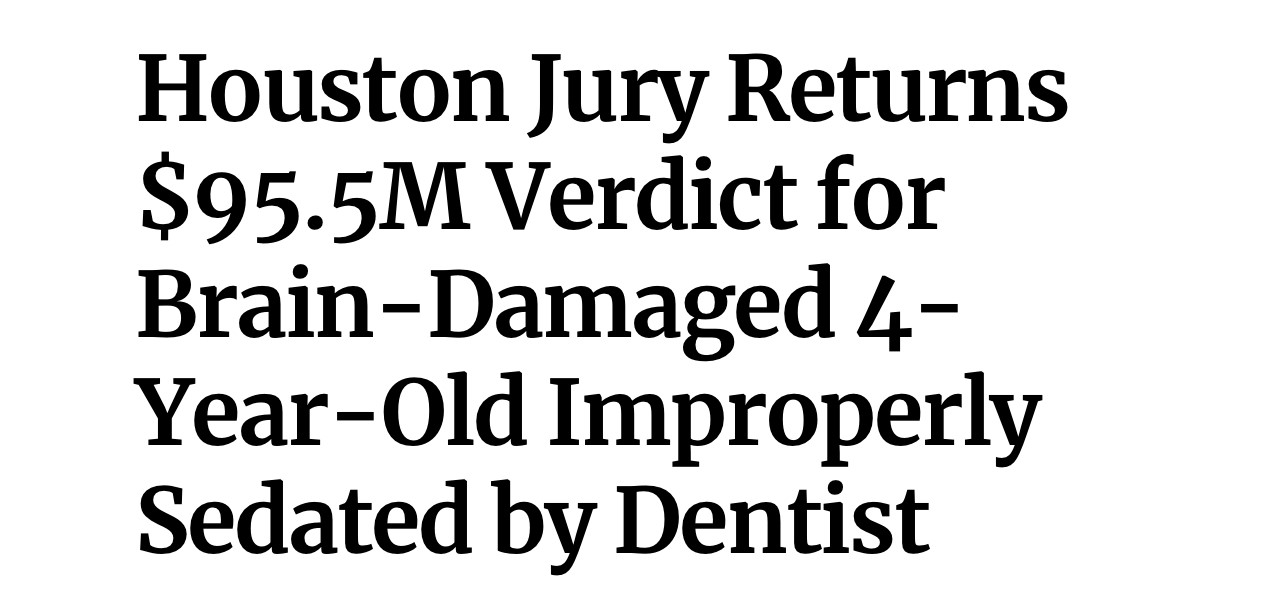 Houston Jury Returns
$95.5M Verdict for
Brain-Damaged 4-
Year-Old Improperly
Sedated by Dentist